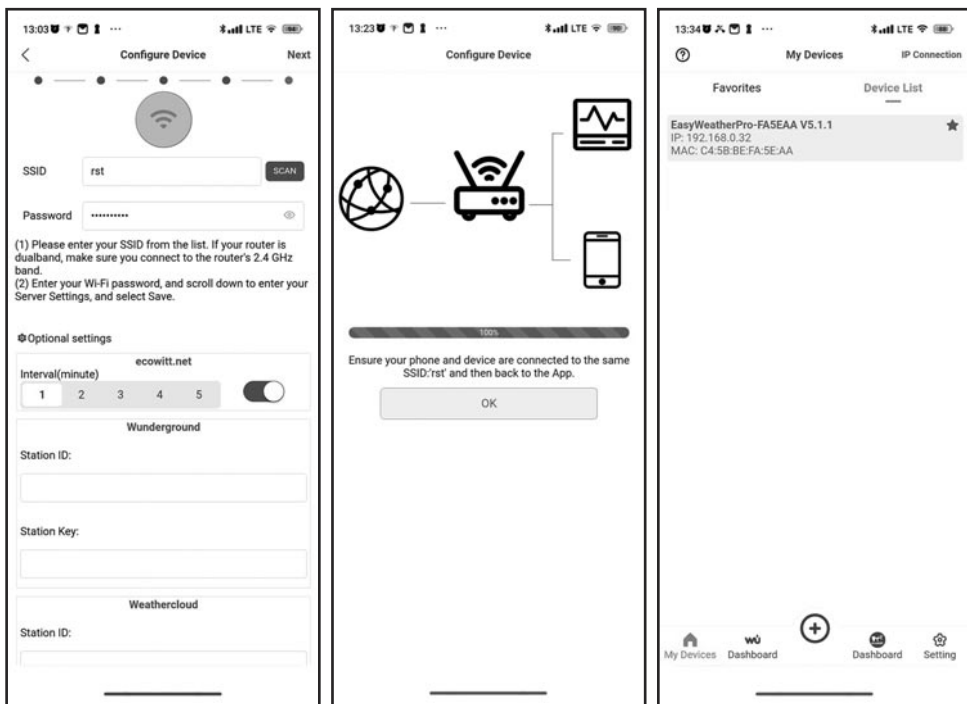 13:03 ··· LTE
Configure Device Next
SSID rst SCAN
Password ••••••••••
(1) Please enter your SSID from the list. If your router is
dualband, make sure you connect to the router's 2.4 GHz
band.
(2) Enter your Wi-Fi password, and scroll down to enter your
Server Settings, and select Save.
Optional settings
ecowitt.net
Interval(minute)
1 2 3 4 5
Wunderground
Station ID:
Station Key:
Weathercloud
Station ID:
13:23 ··· LTE
Configure Device
100%
Ensure your phone and device are connected to the same
SSID:'rst' and then back to the App.
OK
13:34 ··· LTE
My Devices IP Connection
Favorites Device List
EasyWeatherPro-FA5EAA V5.1.1
IP: 192.168.0.32
MAC: C4:5B:BE:FA:5E:AA
wu
My Devices Dashboard Dashboard Setting